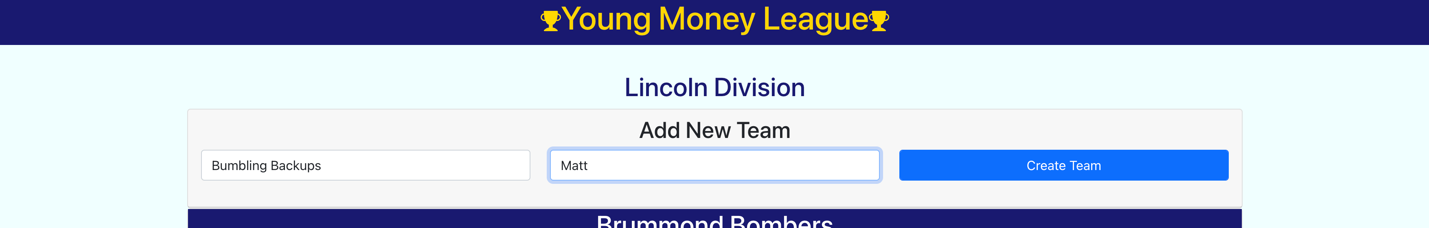 Young Money League
Lincoln Division
Add New Team
Bumbling Backups
Matt
Create Team
Brummond Bombers